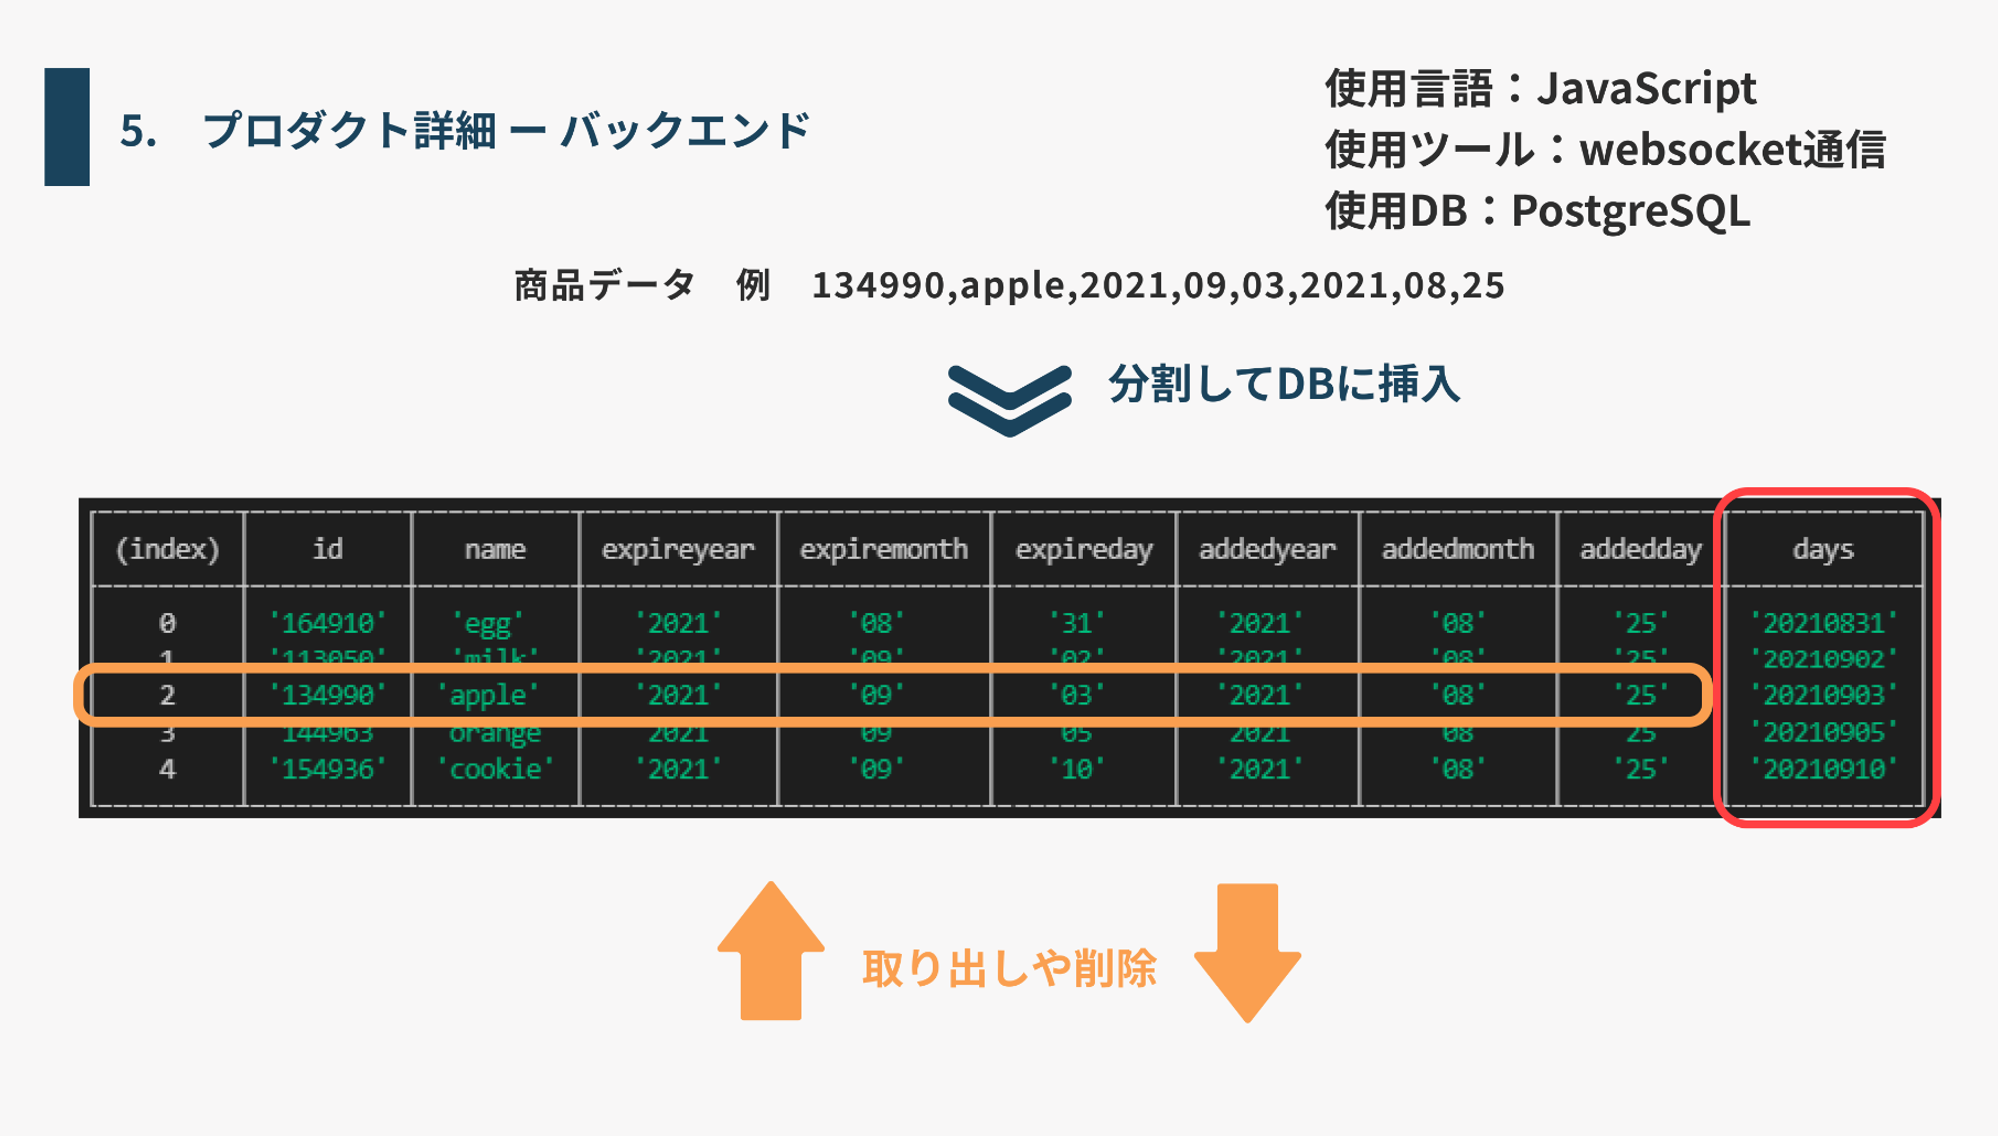 5.　プロダクト詳細 ー バックエンド
使用言語：JavaScript
使用ツール：websocket通信
使用DB：PostgreSQL
商品データ　例　134990,apple,2021,09,03,2021,08,25
分割してDBに挿入
(index) id name expireyear expiremonth expireday addedyear addedmonth addedday days
0 '164910' 'egg' '2021' '08' '31' '2021' '08' '25' '20210831'
1 '113050' 'milk' '2021' '09' '02' '2021' '08' '25' '20210902'
2 '134990' 'apple' '2021' '09' '03' '2021' '08' '25' '20210903'
3 '144963' 'orange' '2021' '09' '05' '2021' '08' '25' '20210905'
4 '154936' 'cookie' '2021' '09' '10' '2021' '08' '25' '20210910'
取り出しや削除